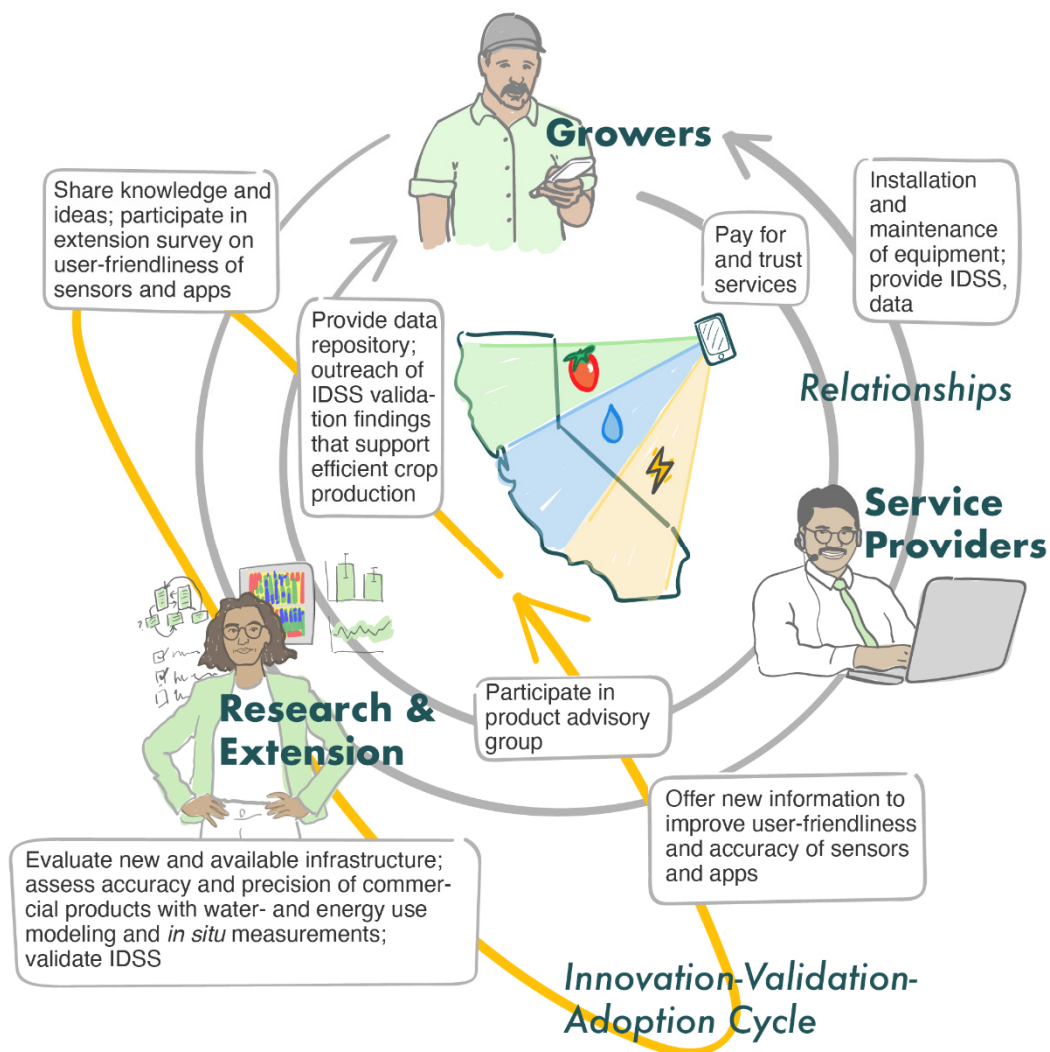 Growers
Share knowledge and
ideas; participate in
extension survey on
user-friendliness of
sensors and apps
Pay for
and trust
services
Installation
and
maintenance
of equipment;
provide IDSS,
data
Provide data
repository;
outreach of
IDSS valida-
tion findings
that support
efficient crop
production
Relationships
Service
Providers
Research &
Extension
Participate in
product advisory
group
Offer new information to
improve user-friendliness
and accuracy of sensors
and apps
Evaluate new and available infrastructure;
assess accuracy and precision of commer-
cial products with water- and energy use
modeling and in situ measurements;
validate IDSS
Innovation-Validation-
Adoption Cycle